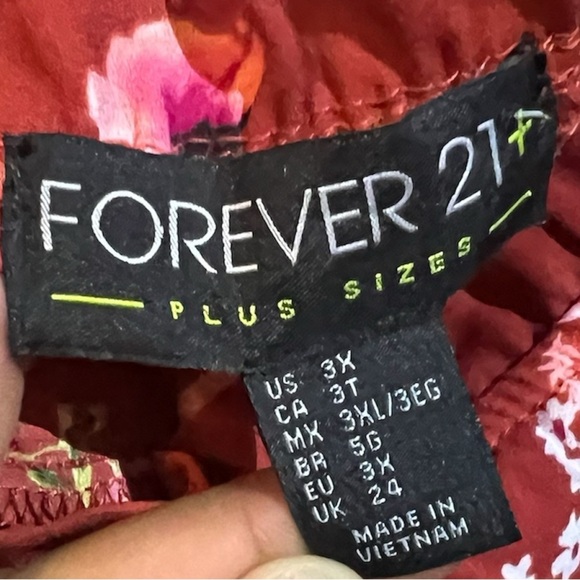 FOREVER 21+
PLUS SIZES
US 3X
CA 3T
MX 3XL/3EG
BR 5G
EU 3X
UK 24
MADE IN
VIETNAM